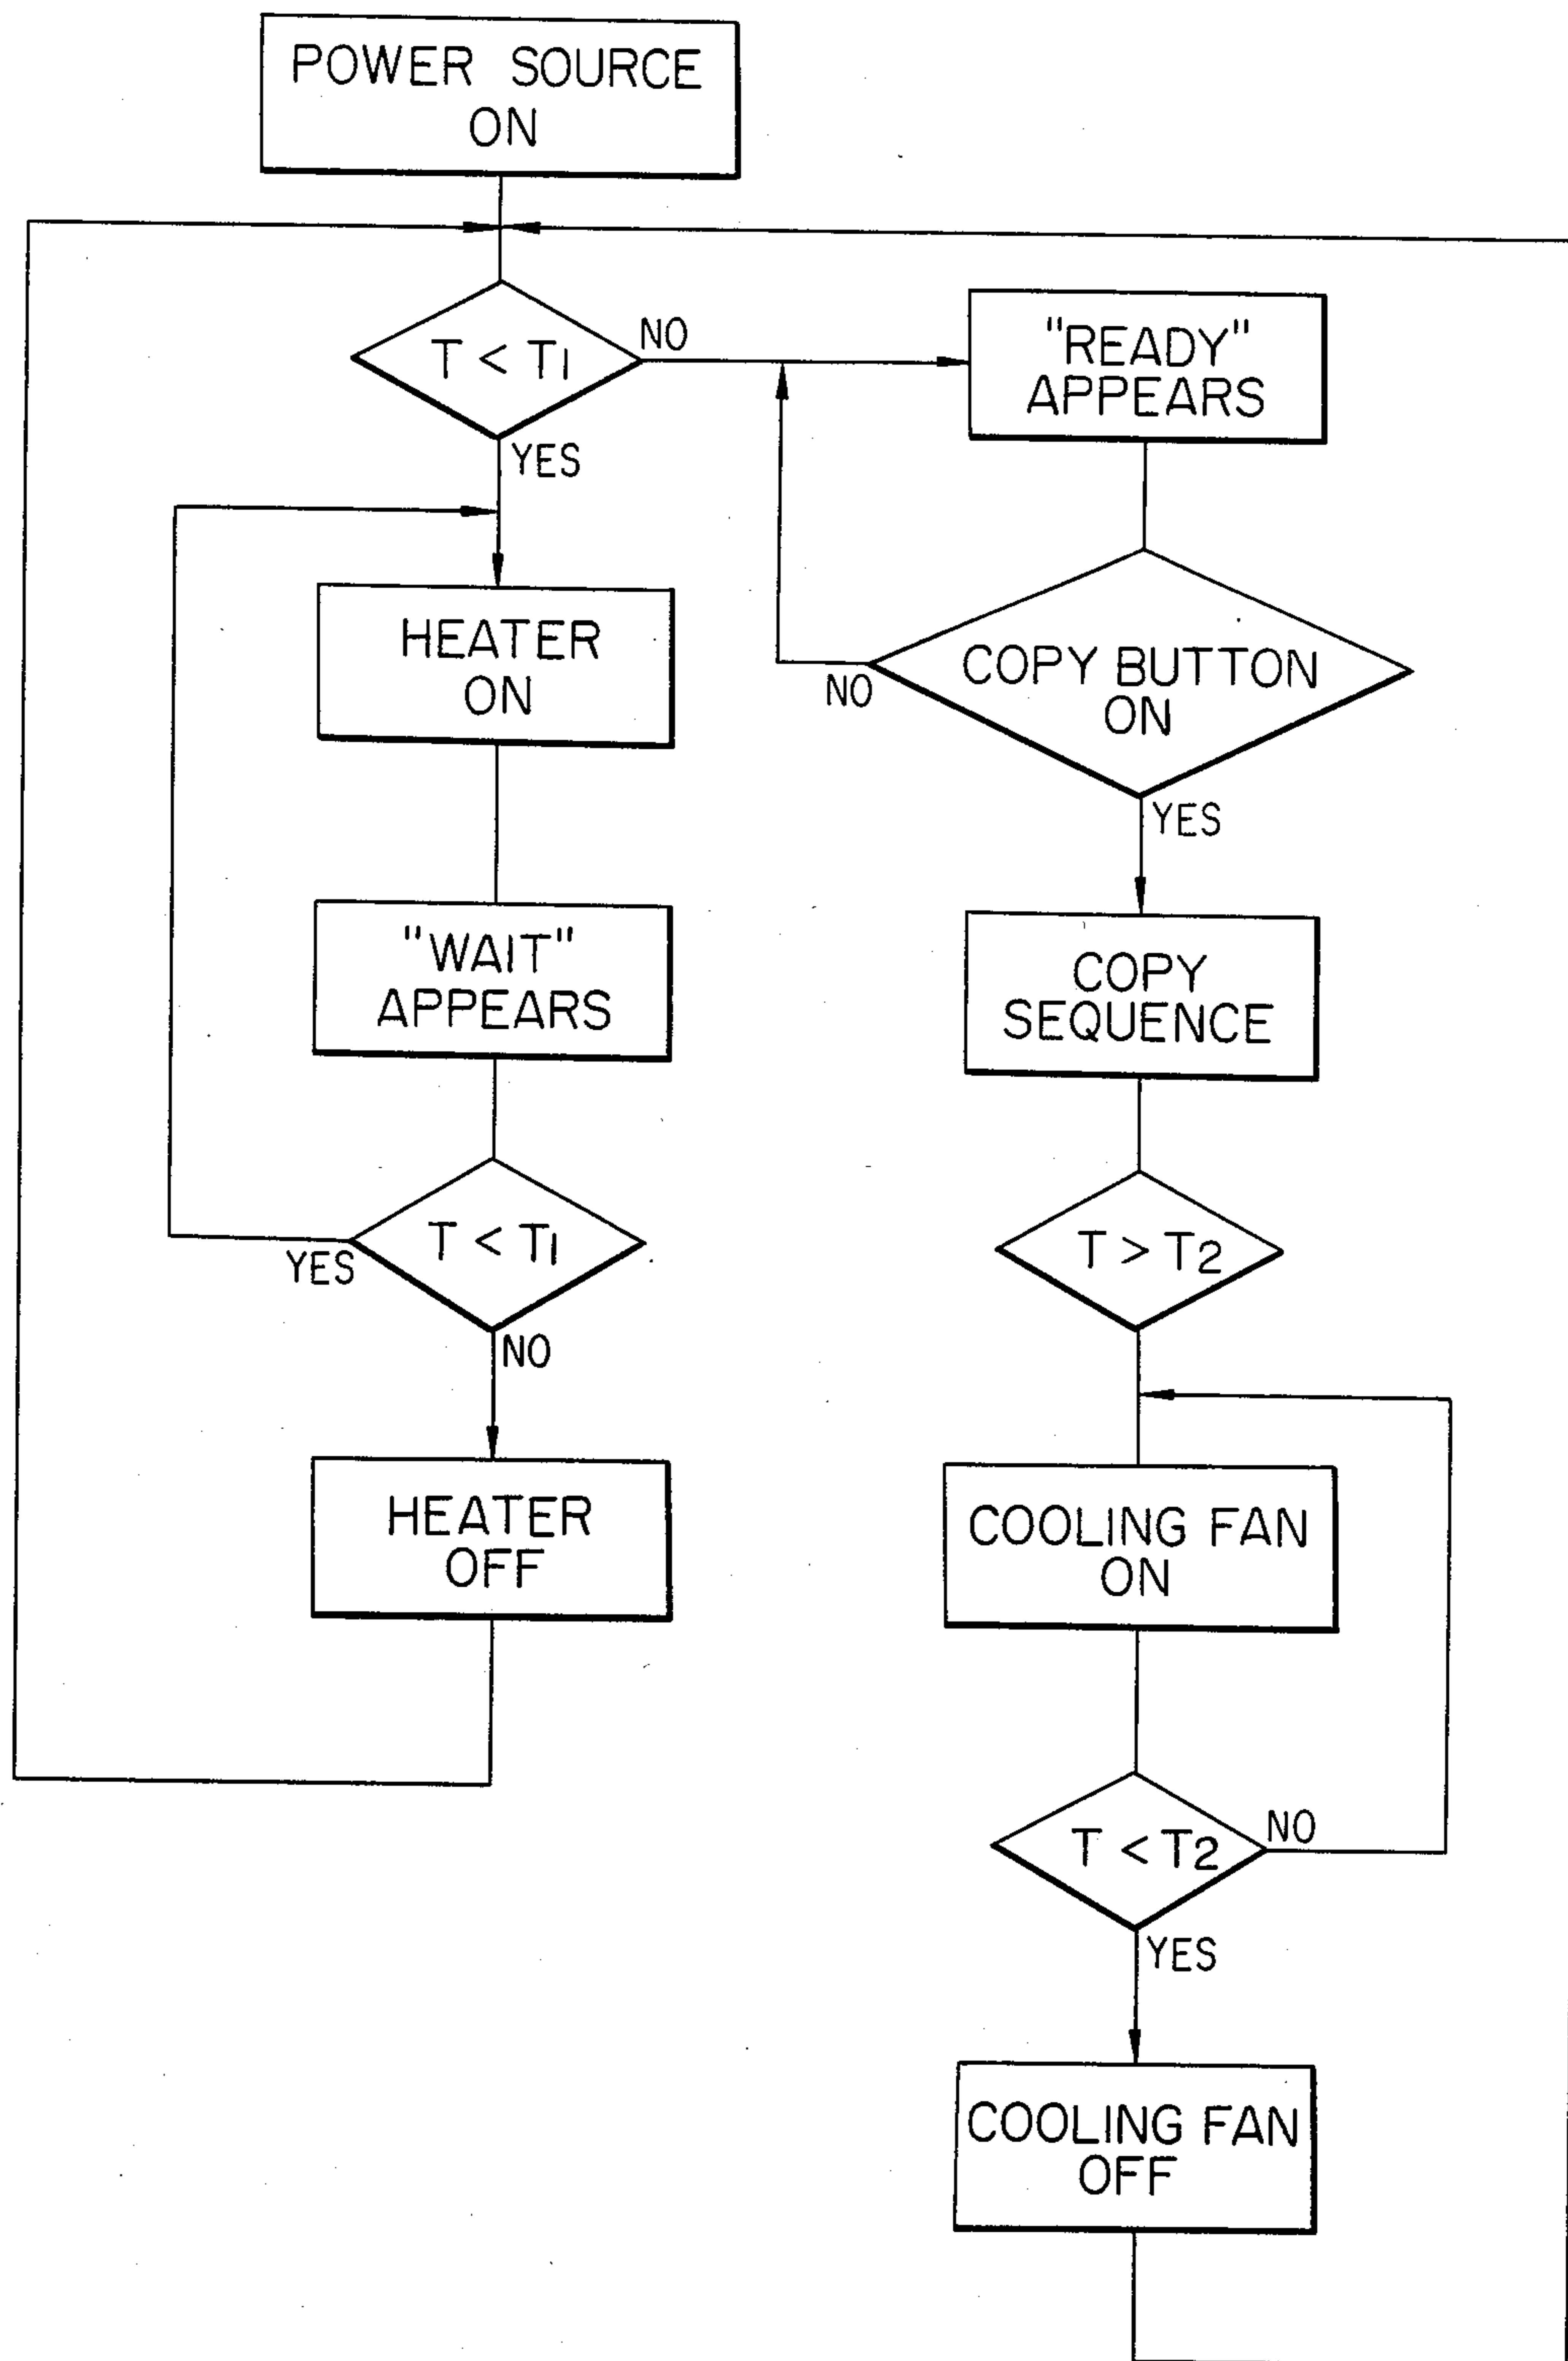 POWER SOURCE
ON
T < T1
NO
YES
"READY"
APPEARS
HEATER
ON
COPY BUTTON
ON
NO
YES
"WAIT"
APPEARS
COPY
SEQUENCE
T < T1
YES
NO
T > T2
HEATER
OFF
COOLING FAN
ON
T < T2
NO
YES
COOLING FAN
OFF